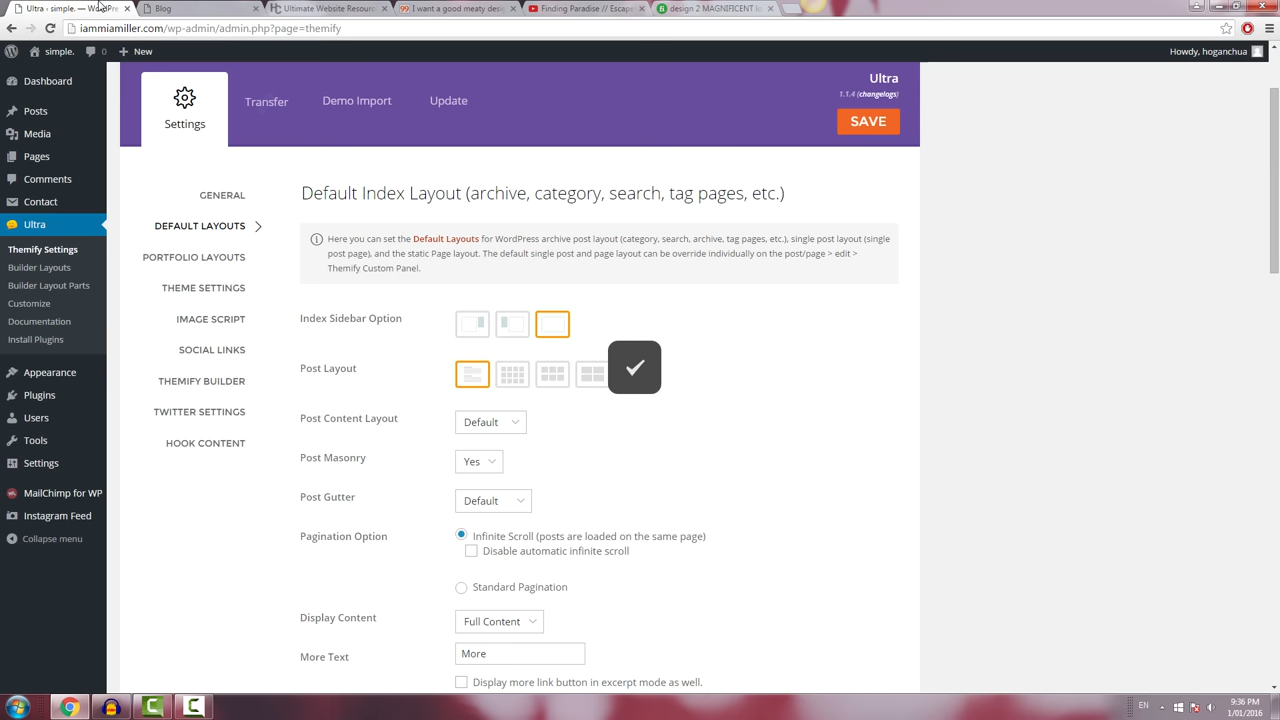 Ultra ‹ simple. — WordPre
Blog
Ultimate Website Resourc
I want a good meaty desig
Finding Paradise // Escape
design 2 MAGNIFICENT lo
iammiamiller.com/wp-admin/admin.php?page=themify
simple.
0
New
Howdy, hoganchua
Dashboard
Posts
Media
Pages
Comments
Contact
Ultra
Themify Settings
Builder Layouts
Builder Layout Parts
Customize
Documentation
Install Plugins
Appearance
Plugins
Users
Tools
Settings
MailChimp for WP
Instagram Feed
Collapse menu
Settings
Transfer
Demo Import
Update
Ultra
1.1.4 (changelogs)
SAVE
GENERAL
DEFAULT LAYOUTS
PORTFOLIO LAYOUTS
THEME SETTINGS
IMAGE SCRIPT
SOCIAL LINKS
THEMIFY BUILDER
TWITTER SETTINGS
HOOK CONTENT
Default Index Layout (archive, category, search, tag pages, etc.)
Here you can set the Default Layouts for WordPress archive post layout (category, search, archive, tag pages, etc.), single post layout (single
post page), and the static Page layout. The default single post and page layout can be override individually on the post/page > edit >
Themify Custom Panel.
Index Sidebar Option
Post Layout
Post Content Layout
Default
Post Masonry
Yes
Post Gutter
Default
Pagination Option
Infinite Scroll (posts are loaded on the same page)
Disable automatic infinite scroll
Standard Pagination
Display Content
Full Content
More Text
More
Display more link button in excerpt mode as well.
EN
9:36 PM
1/01/2016